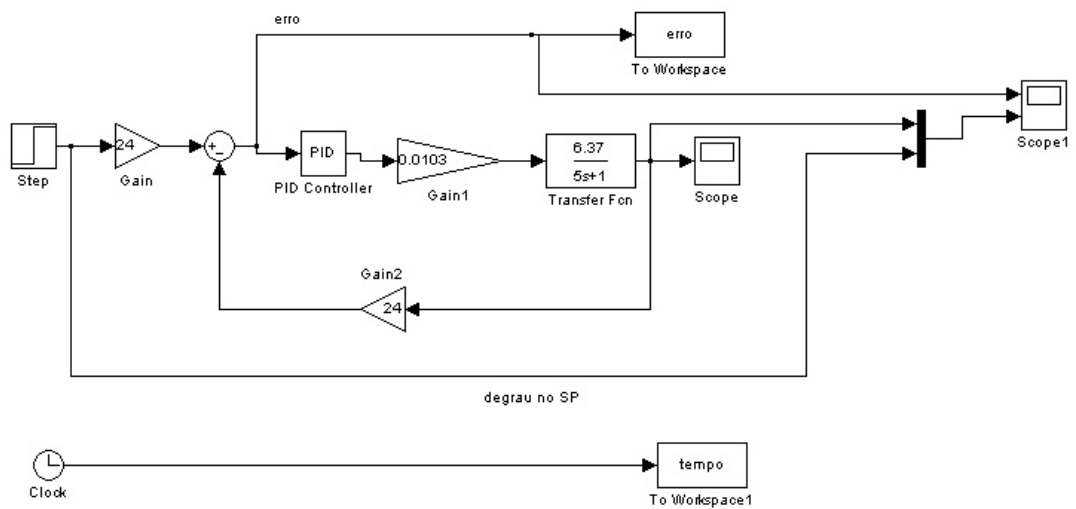 erro
erro
To Workspace
Scope1
Step
24
Gain
+
−
PID
PID Controller
0.0103
Gain1
6.37
5s+1
Transfer Fcn
Scope
Gain2
24
degrau no SP
Clock
tempo
To Workspace1